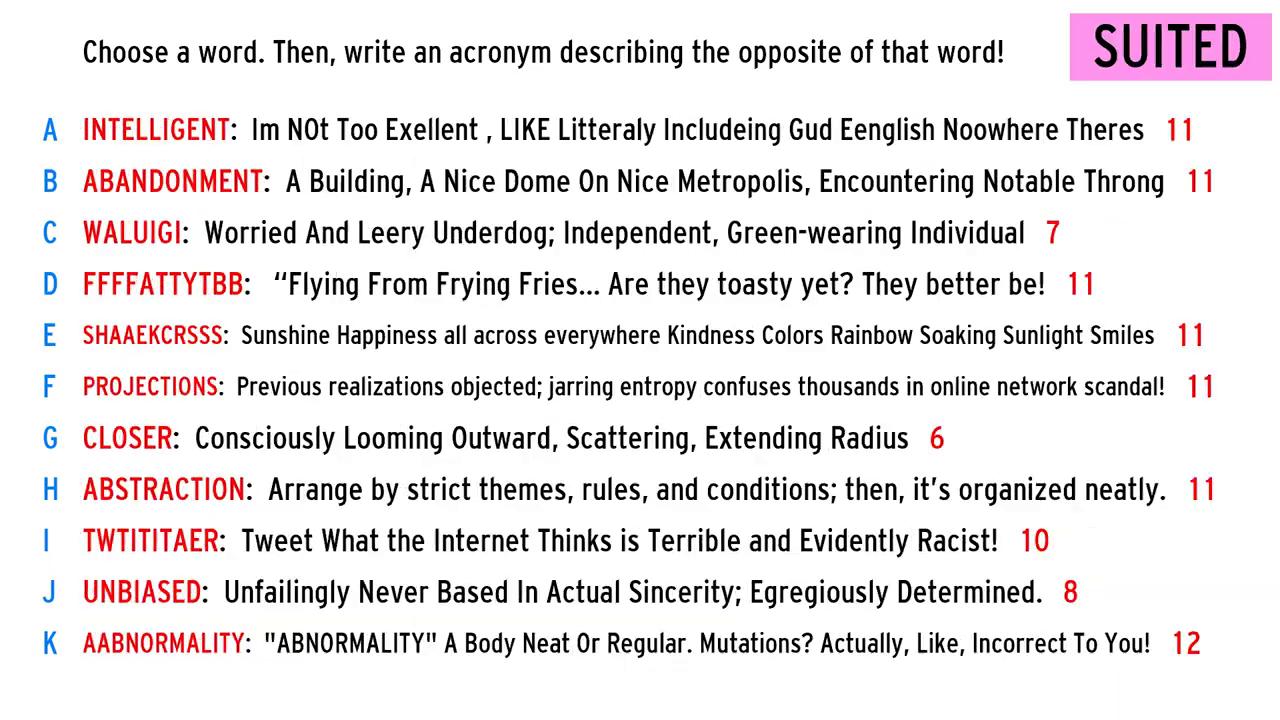 Choose a word. Then, write an acronym describing the opposite of that word!
SUITED
A INTELLIGENT: Im NOt Too Exellent , LIKE Litteraly Includeing Gud Eenglish Noowhere Theres 11
B ABANDONMENT: A Building, A Nice Dome On Nice Metropolis, Encountering Notable Throng 11
C WALUIGI: Worried And Leery Underdog; Independent, Green-wearing Individual 7
D FFFFATTYTBB: “Flying From Frying Fries... Are they toasty yet? They better be! 11
E SHAAEKCRSSS: Sunshine Happiness all across everywhere Kindness Colors Rainbow Soaking Sunlight Smiles 11
F PROJECTIONS: Previous realizations objected; jarring entropy confuses thousands in online network scandal! 11
G CLOSER: Consciously Looming Outward, Scattering, Extending Radius 6
H ABSTRACTION: Arrange by strict themes, rules, and conditions; then, it’s organized neatly. 11
I TWTITITAER: Tweet What the Internet Thinks is Terrible and Evidently Racist! 10
J UNBIASED: Unfailingly Never Based In Actual Sincerity; Egregiously Determined. 8
K AABNORMALITY: "ABNORMALITY" A Body Neat Or Regular. Mutations? Actually, Like, Incorrect To You! 12